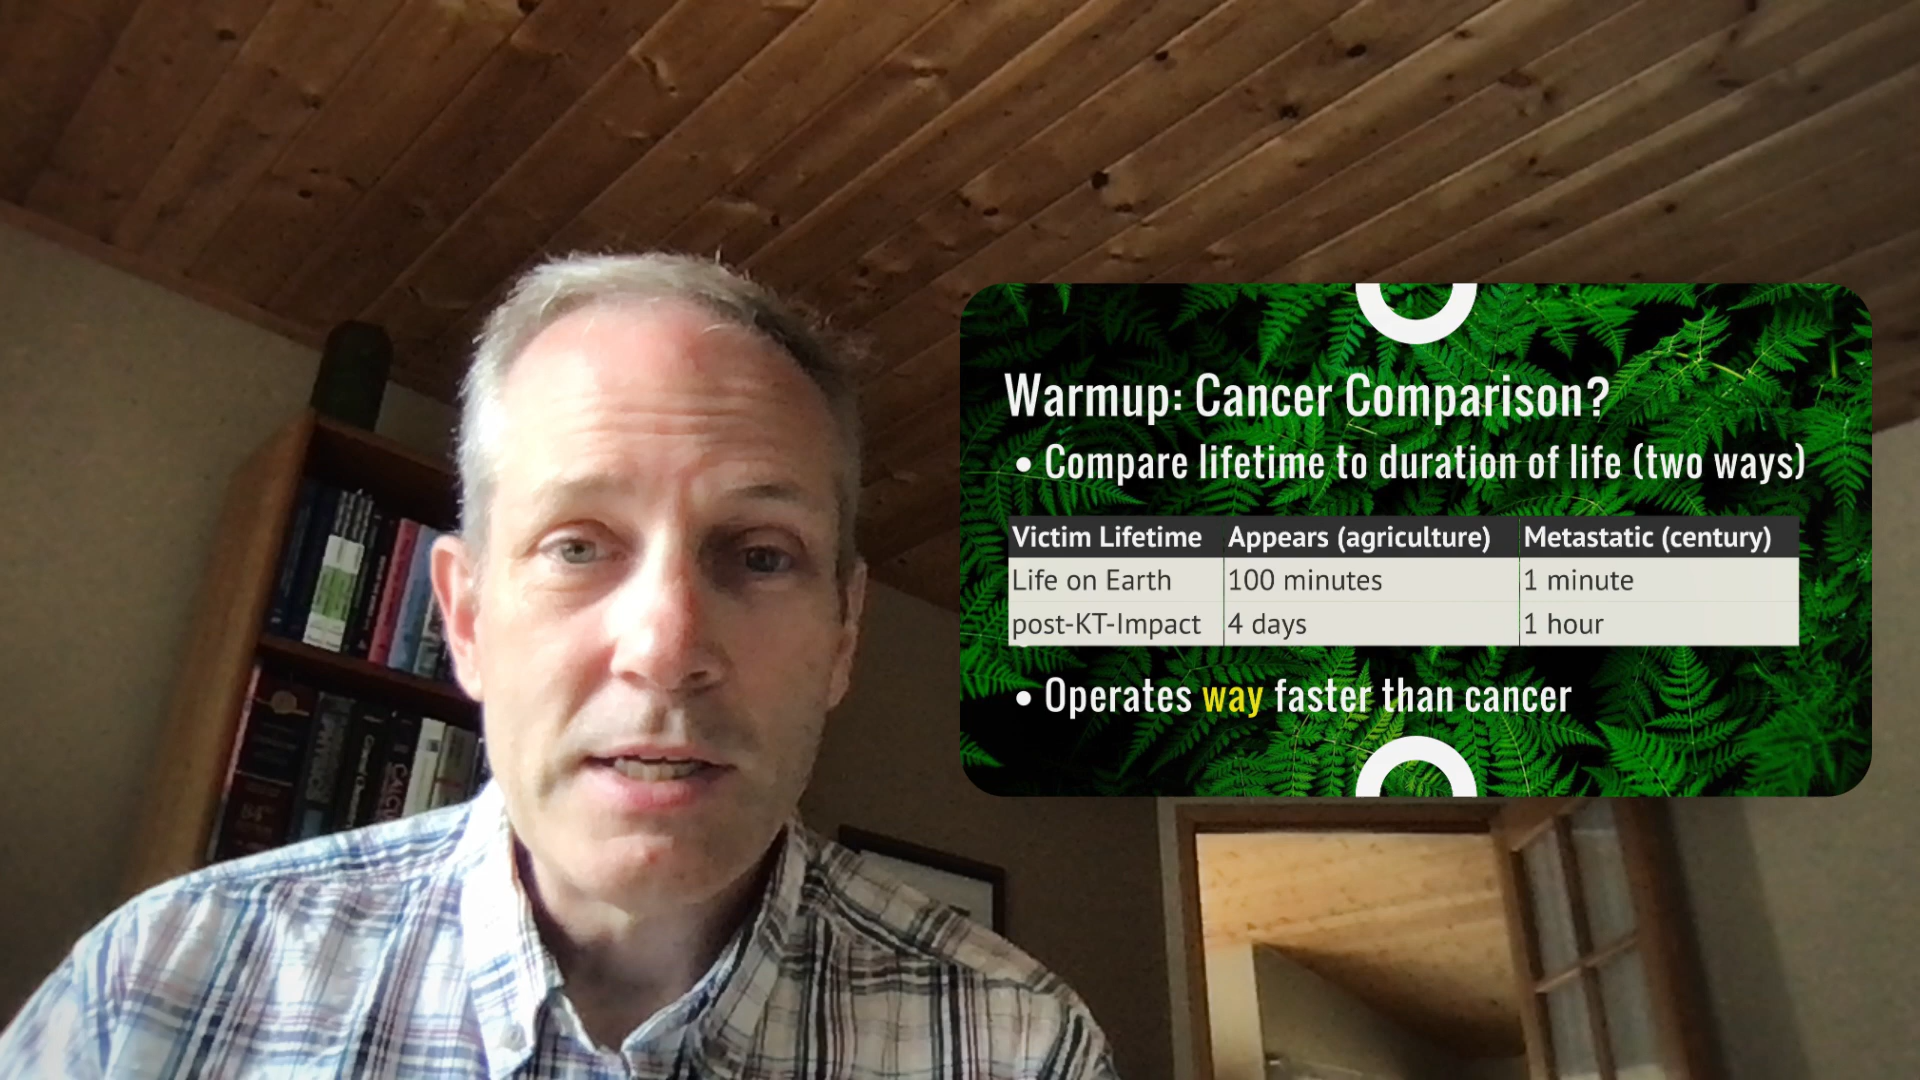 Warmup: Cancer Comparison?
• Compare lifetime to duration of life (two ways)
Victim Lifetime Appears (agriculture) Metastatic (century)
Life on Earth 100 minutes 1 minute
post-KT-Impact 4 days 1 hour
• Operates way faster than cancer